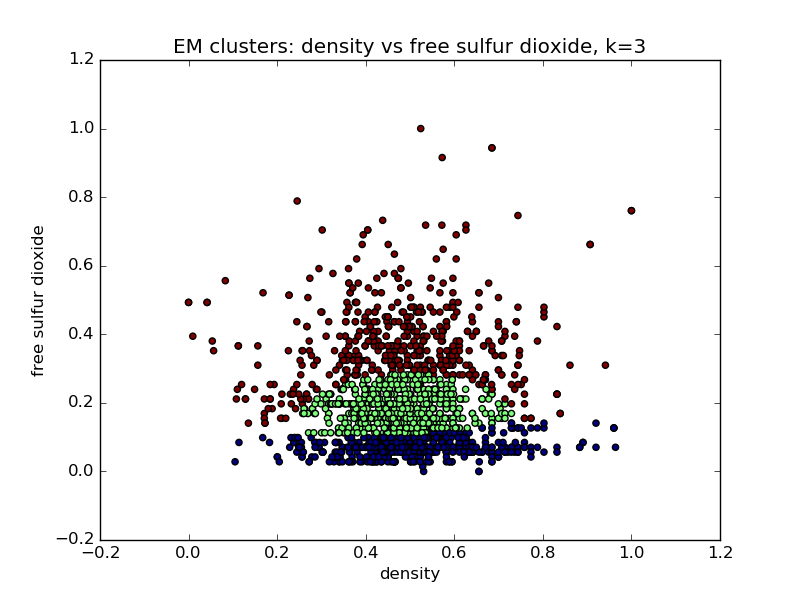 EM clusters: density vs free sulfur dioxide, k=3
1.2
1.0
0.8
0.6
0.4
0.2
0.0
−0.2
free sulfur dioxide
−0.2 0.0 0.2 0.4 0.6 0.8 1.0 1.2
density